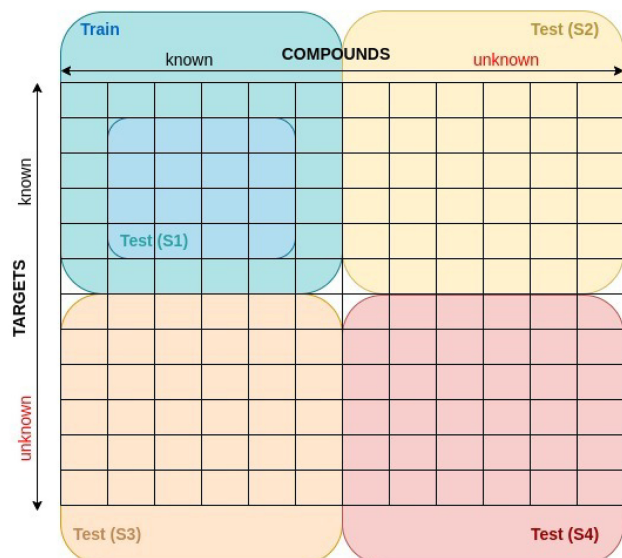 Train
Test (S2)
COMPOUNDS
known
unknown
known
Test (S1)
TARGETS
unknown
Test (S3)
Test (S4)